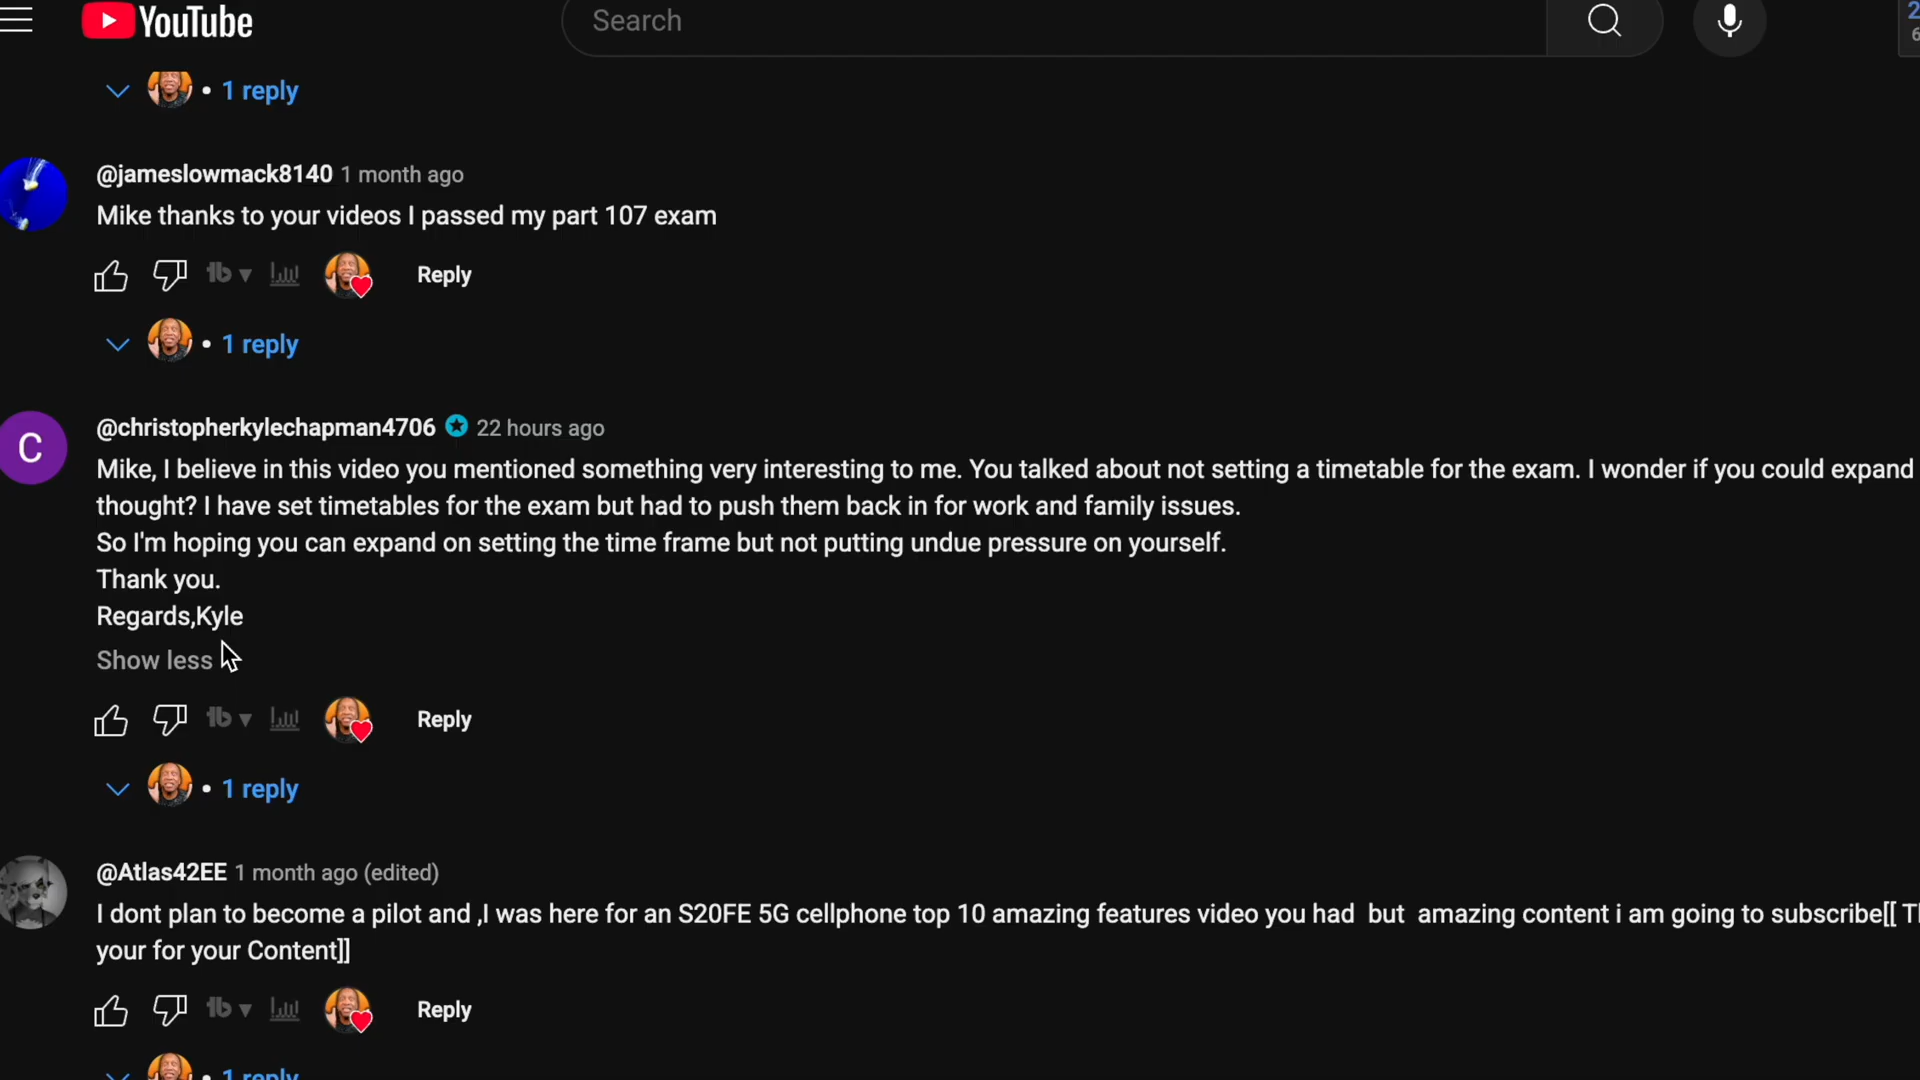 YouTube
Search
2
6
1 reply
@jameslowmack8140 1 month ago
Mike thanks to your videos I passed my part 107 exam
Reply
1 reply
C
@christopherkylechapman4706 22 hours ago
Mike, I believe in this video you mentioned something very interesting to me. You talked about not setting a timetable for the exam. I wonder if you could expand
thought? I have set timetables for the exam but had to push them back in for work and family issues.
So I'm hoping you can expand on setting the time frame but not putting undue pressure on yourself.
Thank you.
Regards,Kyle
Show less
Reply
1 reply
@Atlas42EE 1 month ago (edited)
I dont plan to become a pilot and ,I was here for an S20FE 5G cellphone top 10 amazing features video you had but amazing content i am going to subscribe[[
your for your Content]]
Reply
1 reply